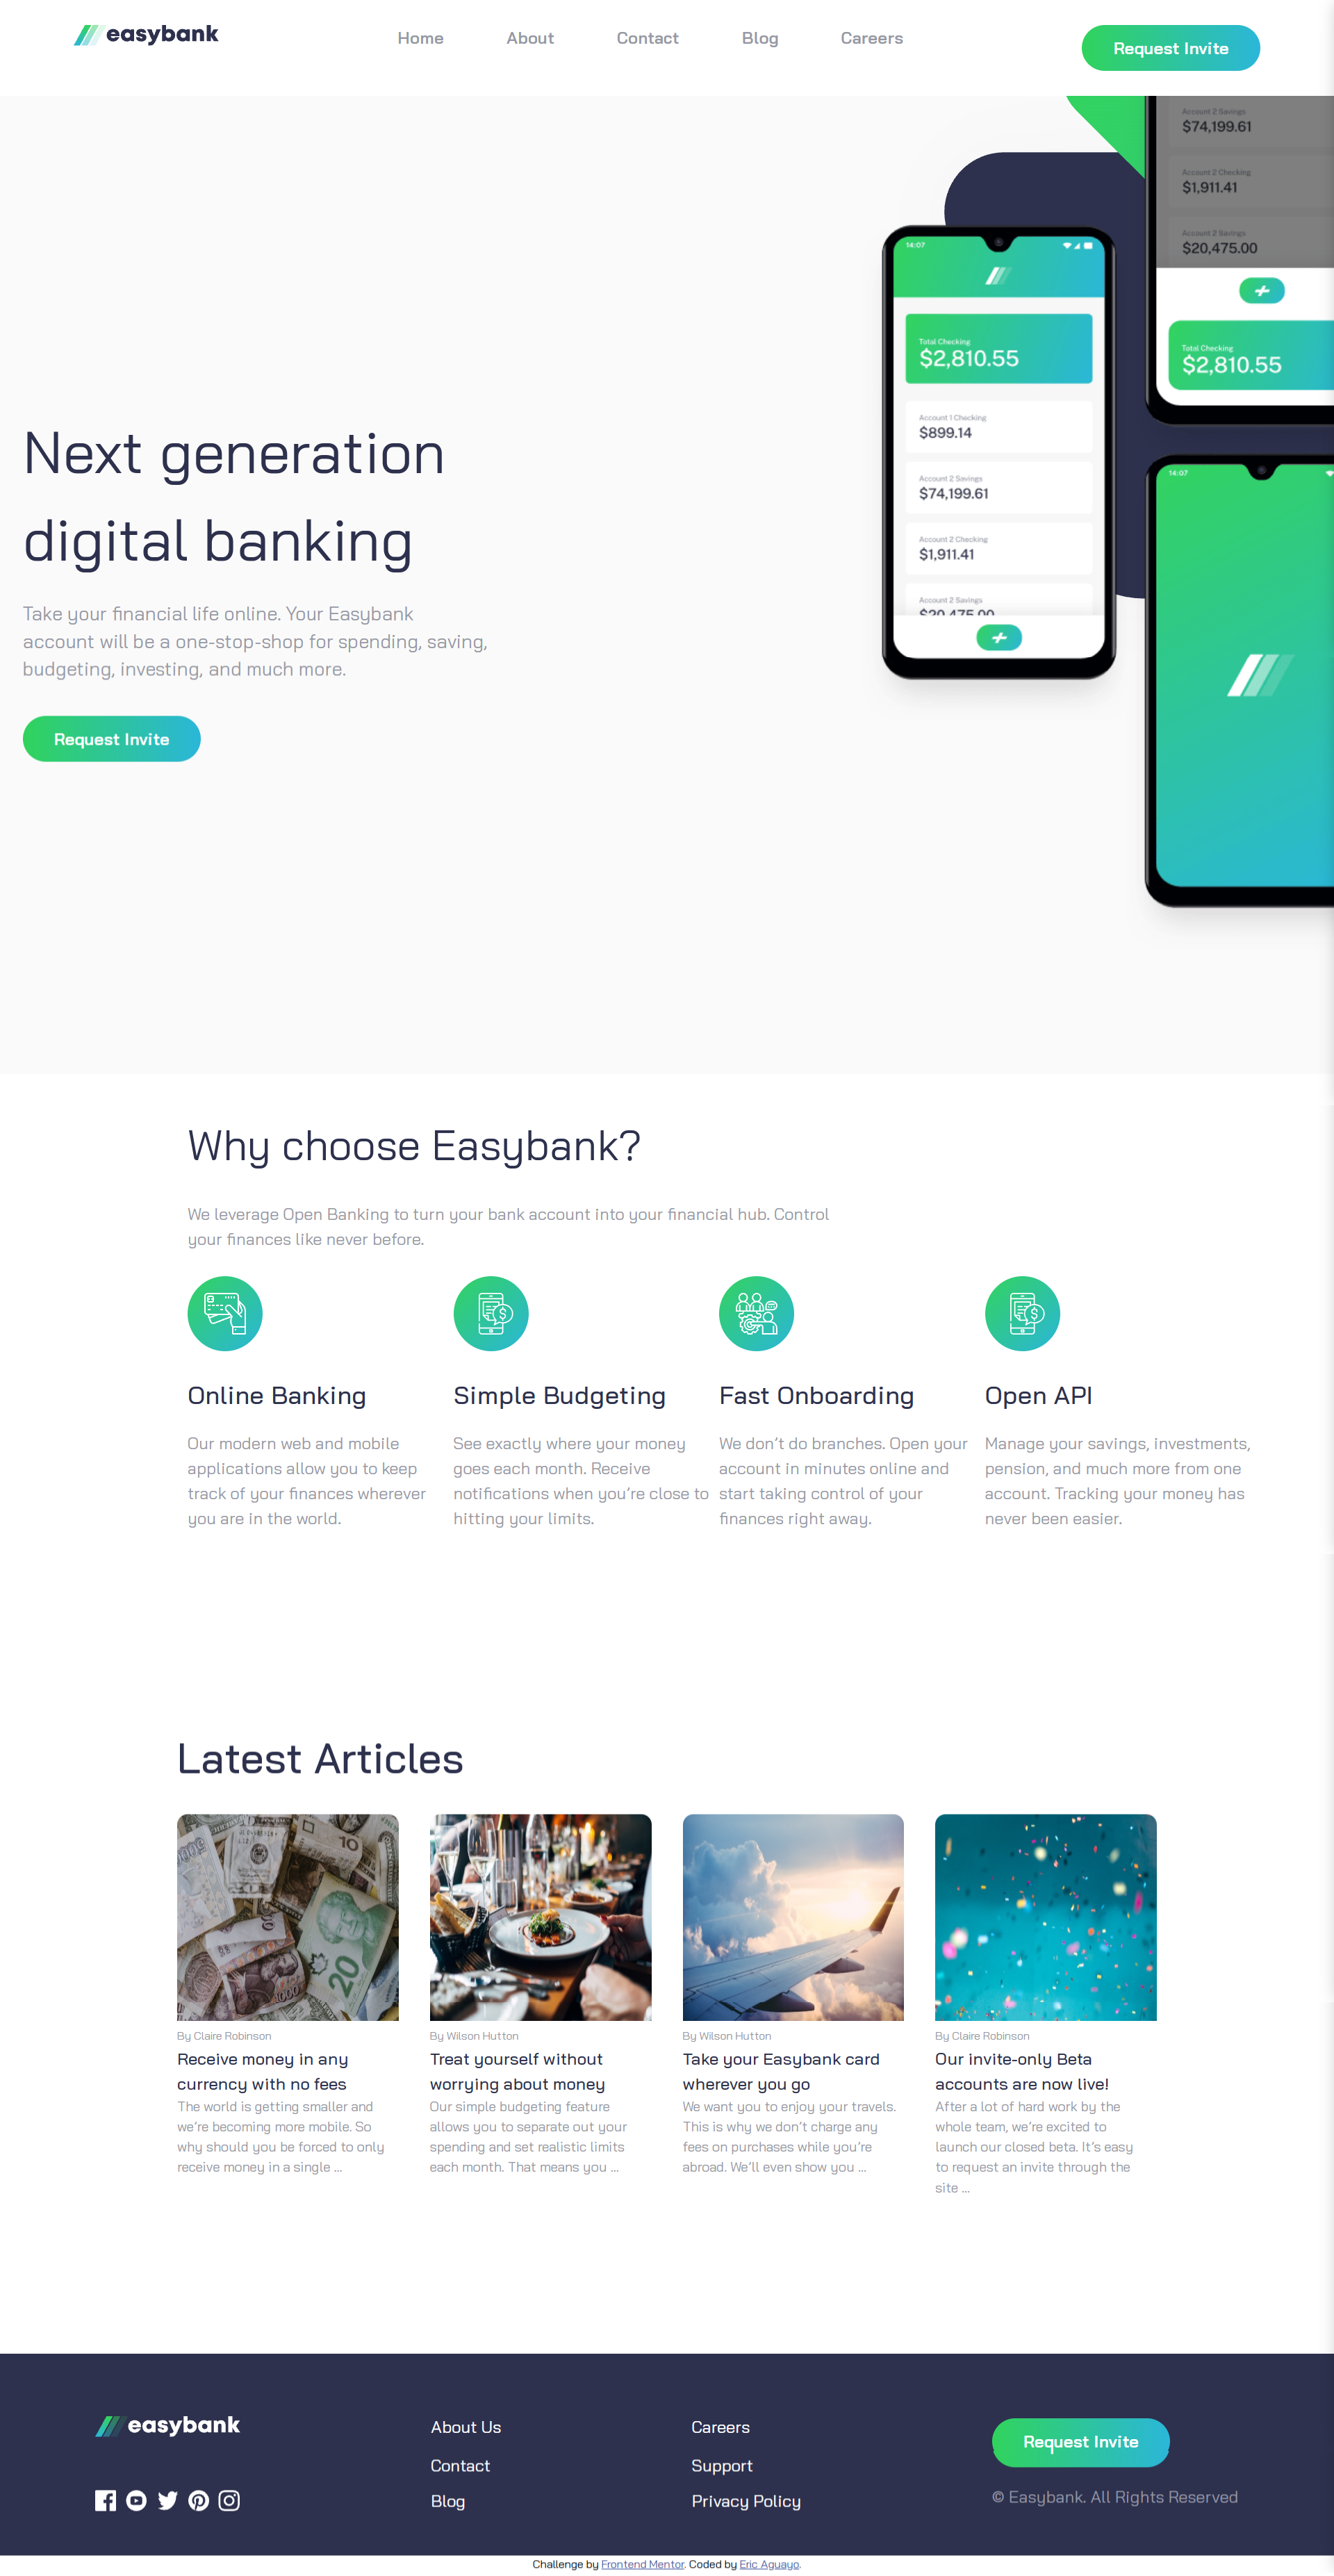 easybank
Home
About
Contact
Blog
Careers
Request Invite
Account 2 Savings
$74,199.61
Account 2 Checking
$1,911.41
Account 2 Savings
$20,475.00
Total Checking
$2,810.55
14:07
Total Checking
$2,810.55
Account 1 Checking
$899.14
Account 2 Savings
$74,199.61
Account 2 Checking
$1,911.41
Account 2 Savings
$20,475.00
14:07
Next generation
digital banking
Take your financial life online. Your Easybank
account will be a one-stop-shop for spending, saving,
budgeting, investing, and much more.
Request Invite
Why choose Easybank?
We leverage Open Banking to turn your bank account into your financial hub. Control
your finances like never before.
Online Banking
Our modern web and mobile
applications allow you to keep
track of your finances wherever
you are in the world.
Simple Budgeting
See exactly where your money
goes each month. Receive
notifications when you’re close to
hitting your limits.
Fast Onboarding
We don’t do branches. Open your
account in minutes online and
start taking control of your
finances right away.
Open API
Manage your savings, investments,
pension, and much more from one
account. Tracking your money has
never been easier.
Latest Articles
10
20
1000
By Claire Robinson
Receive money in any
currency with no fees
The world is getting smaller and
we’re becoming more mobile. So
why should you be forced to only
receive money in a single …
By Wilson Hutton
Treat yourself without
worrying about money
Our simple budgeting feature
allows you to separate out your
spending and set realistic limits
each month. That means you …
By Wilson Hutton
Take your Easybank card
wherever you go
We want you to enjoy your travels.
This is why we don’t charge any
fees on purchases while you’re
abroad. We’ll even show you …
By Claire Robinson
Our invite-only Beta
accounts are now live!
After a lot of hard work by the
whole team, we’re excited to
launch our closed beta. It’s easy
to request an invite through the
site …
easybank
About Us
Contact
Blog
Careers
Support
Privacy Policy
Request Invite
© Easybank. All Rights Reserved
Challenge by Frontend Mentor. Coded by Eric Aguayo.